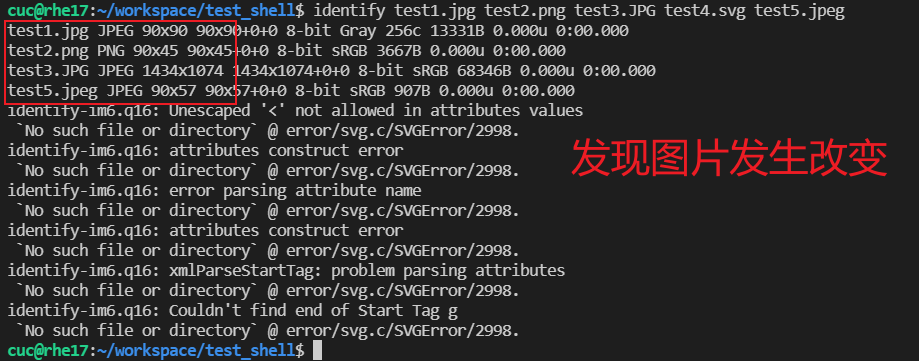 cuc@rhe17:~/workspace/test_shell$ identify test1.jpg test2.png test3.JPG test4.svg test5.jpeg
test1.jpg JPEG 90x90 90x90+0+0 8-bit Gray 256c 13331B 0.000u 0:00.000
test2.png PNG 90x45 90x45+0+0 8-bit sRGB 3667B 0.000u 0:00.000
test3.JPG JPEG 1434x1074 1434x1074+0+0 8-bit sRGB 68346B 0.000u 0:00.000
test5.jpeg JPEG 90x57 90x57+0+0 8-bit sRGB 907B 0.000u 0:00.000
identify-im6.q16: Unescaped '<' not allowed in attributes values
`No such file or directory` @ error/svg.c/SVGError/2998.
identify-im6.q16: attributes construct error
`No such file or directory` @ error/svg.c/SVGError/2998.
identify-im6.q16: error parsing attribute name
`No such file or directory` @ error/svg.c/SVGError/2998.
identify-im6.q16: attributes construct error
`No such file or directory` @ error/svg.c/SVGError/2998.
identify-im6.q16: xmlParseStartTag: problem parsing attributes
`No such file or directory` @ error/svg.c/SVGError/2998.
identify-im6.q16: Couldn't find end of Start Tag g
`No such file or directory` @ error/svg.c/SVGError/2998.
cuc@rhe17:~/workspace/test_shell$
发现图片发生改变